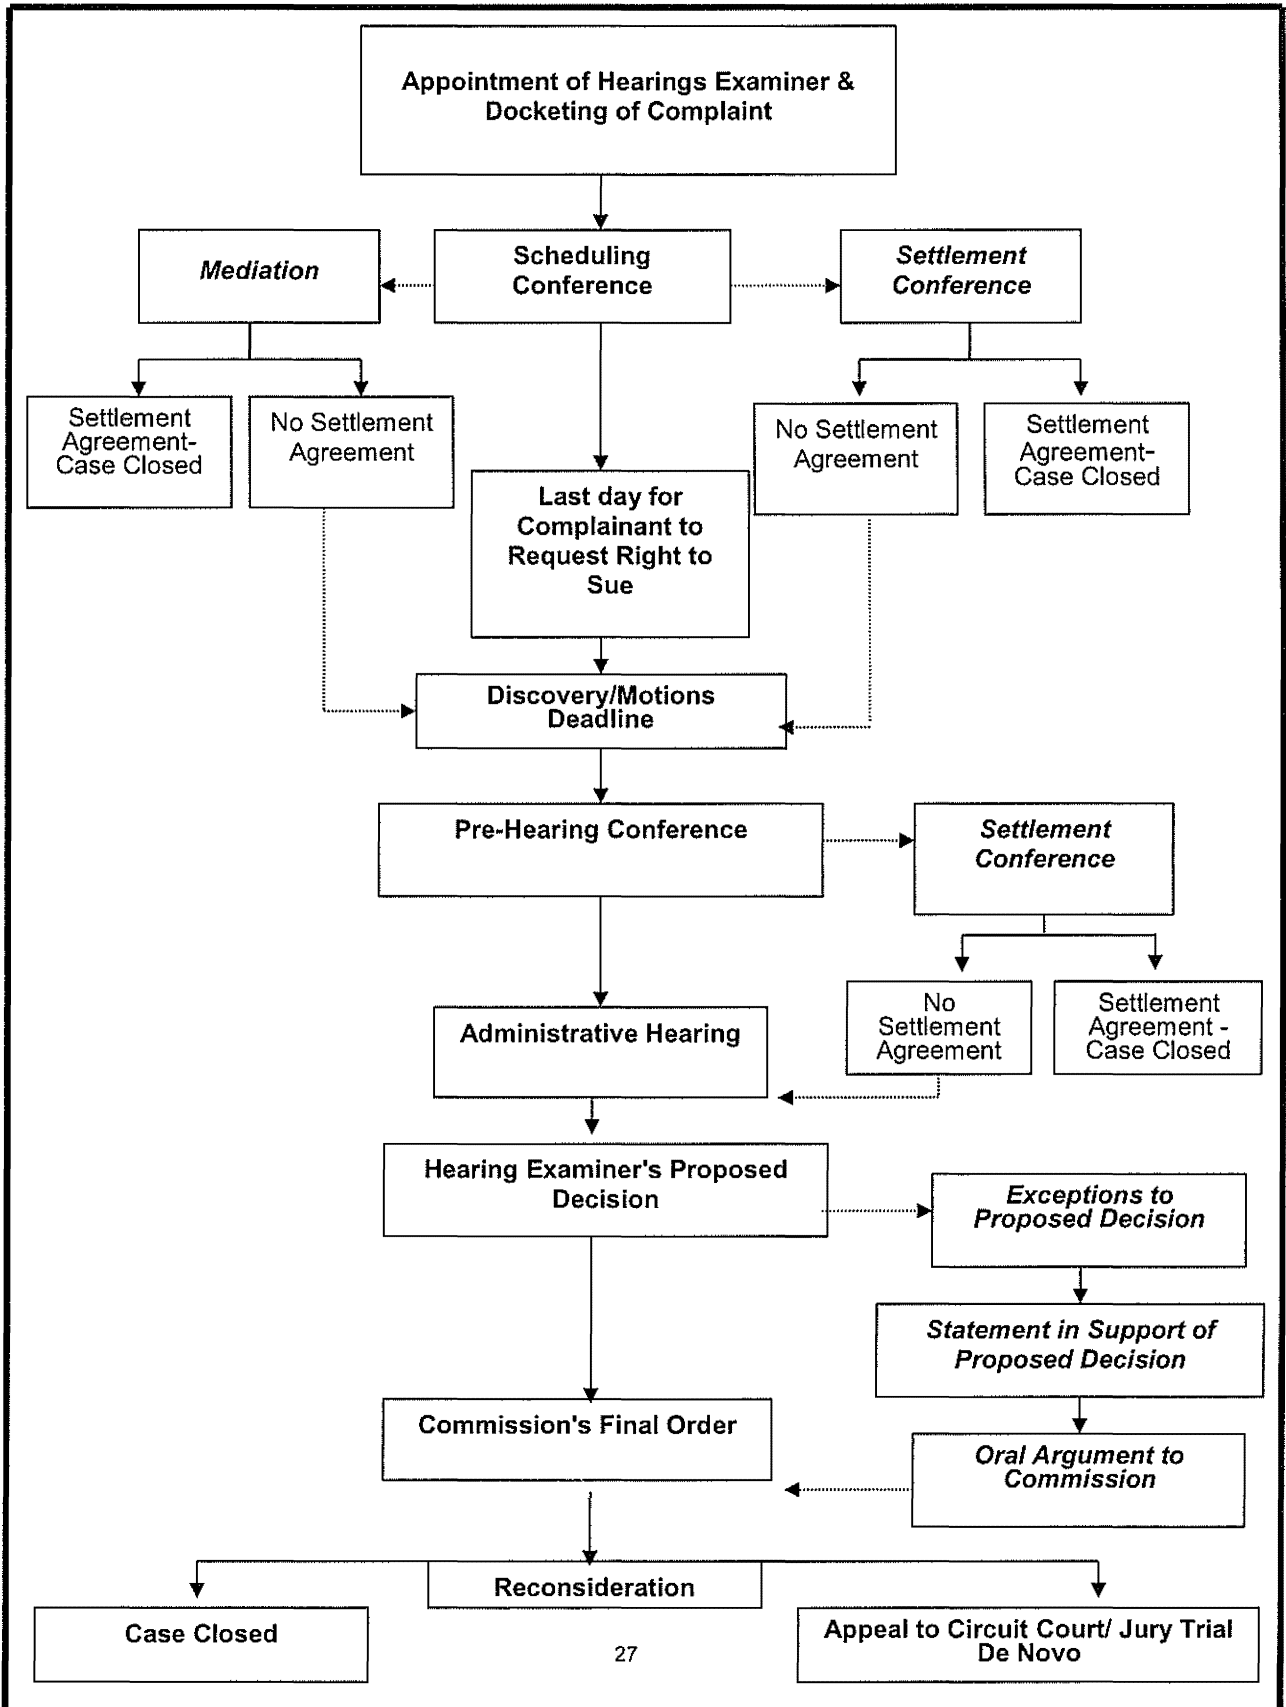 Appointment of Hearings Examiner &
Docketing of Complaint
Mediation
Scheduling
Conference
Settlement
Conference
Settlement
Agreement-
Case Closed
No Settlement
Agreement
No Settlement
Agreement
Settlement
Agreement-
Case Closed
Last day for
Complainant to
Request Right to
Sue
Discovery/Motions
Deadline
Pre-Hearing Conference
Settlement
Conference
No
Settlement
Agreement
Settlement
Agreement -
Case Closed
Administrative Hearing
Hearing Examiner's Proposed
Decision
Exceptions to
Proposed Decision
Statement in Support of
Proposed Decision
Commission's Final Order
Oral Argument to
Commission
Reconsideration
Case Closed
Appeal to Circuit Court/ Jury Trial
De Novo
27